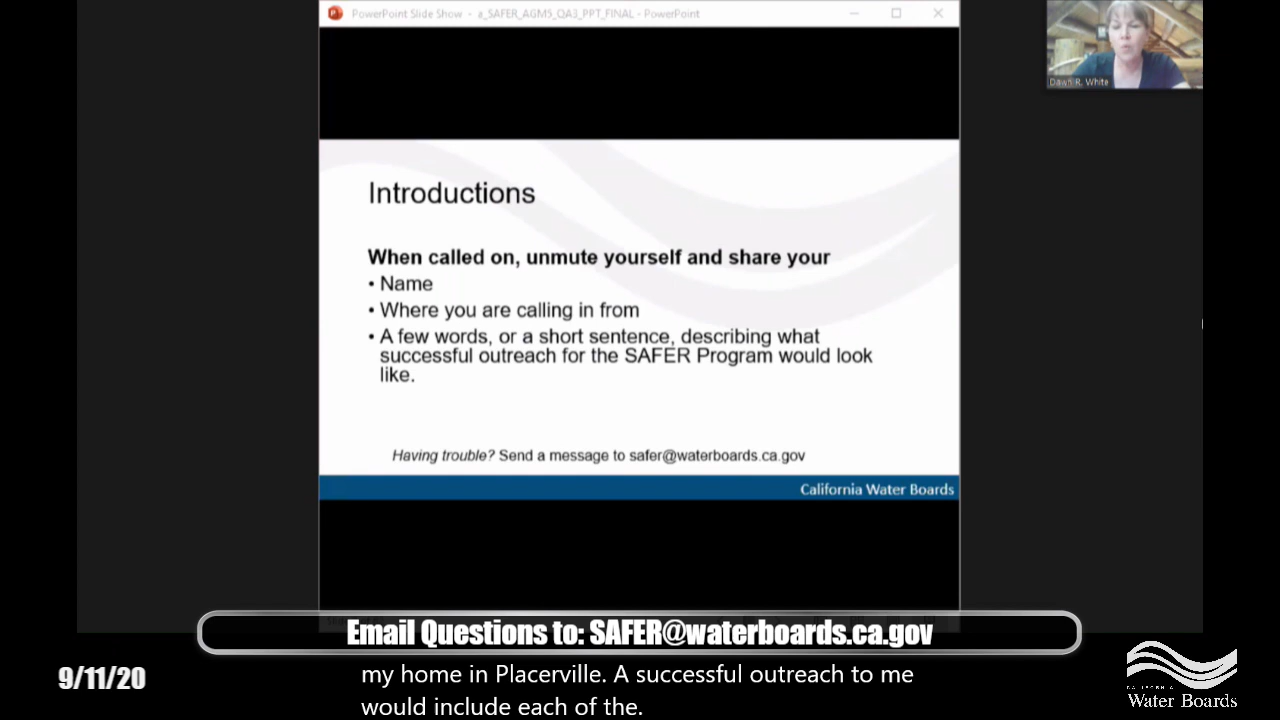 PowerPoint Slide Show - a_SAFER_AGM5_QA3_PPT_FINAL - PowerPoint
Dawn R. White
Introductions
When called on, unmute yourself and share your
• Name
• Where you are calling in from
• A few words, or a short sentence, describing what
successful outreach for the SAFER Program would look
like.
Having trouble? Send a message to safer@waterboards.ca.gov
California Water Boards
Email Questions to: SAFER@waterboards.ca.gov
9/11/20
my home in Placerville. A successful outreach to me
would include each of the.
CALIFORNIA
Water Boards